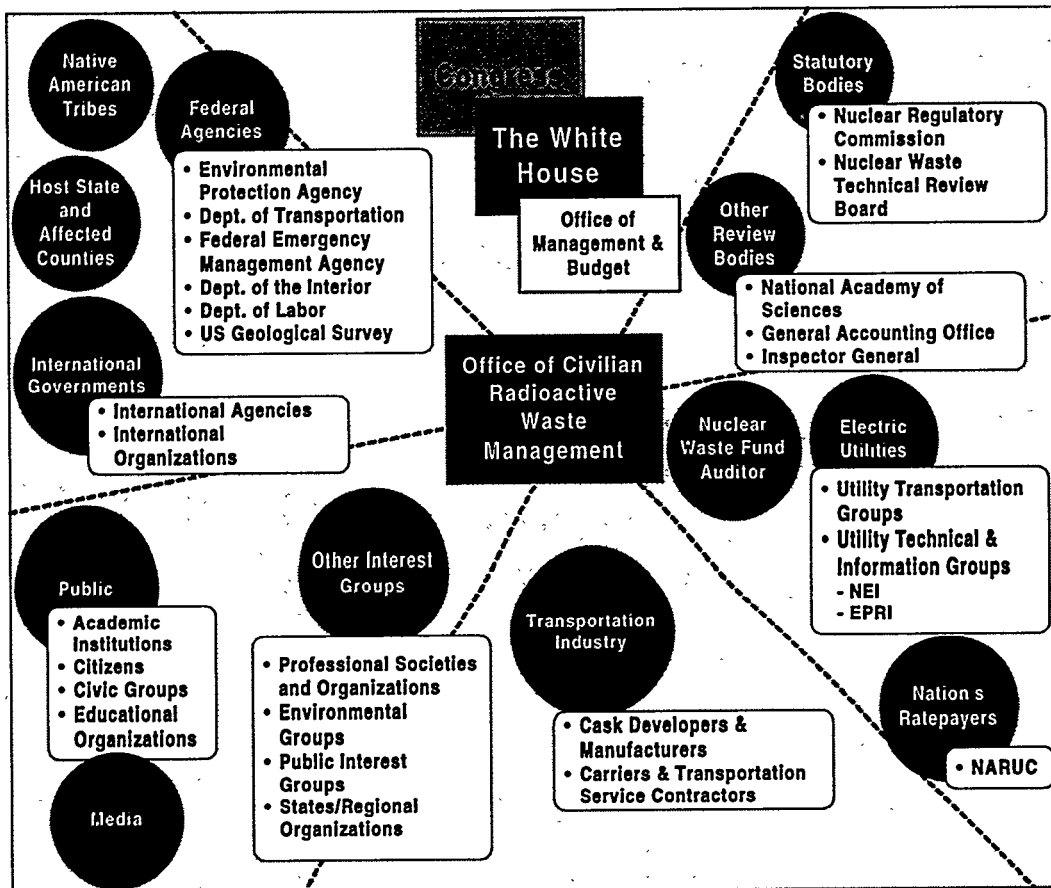 Native
American
Tribes
Federal
Agencies
• Environmental
Protection Agency
• Dept. of Transportation
• Federal Emergency
Management Agency
• Dept. of the Interior
• Dept. of Labor
• US Geological Survey
Host State
and
Affected
Counties
International
Governments
• International Agencies
• International
Organizations
Congress
The White
House
Office of
Management &
Budget
Statutory
Bodies
• Nuclear Regulatory
Commission
• Nuclear Waste
Technical Review
Board
Other
Review
Bodies
• National Academy of
Sciences
• General Accounting Office
• Inspector General
Office of Civilian
Radioactive
Waste
Management
Nuclear
Waste Fund
Auditor
Electric
Utilities
• Utility Transportation
Groups
• Utility Technical &
Information Groups
- NEI
- EPRI
Public
• Academic
Institutions
• Citizens
• Civic Groups
• Educational
Organizations
Media
Other Interest
Groups
• Professional Societies
and Organizations
• Environmental
Groups
• Public Interest
Groups
• States/Regional
Organizations
Transportation
Industry
• Cask Developers &
Manufacturers
• Carriers & Transportation
Service Contractors
Nation s
Ratepayers
• NARUC